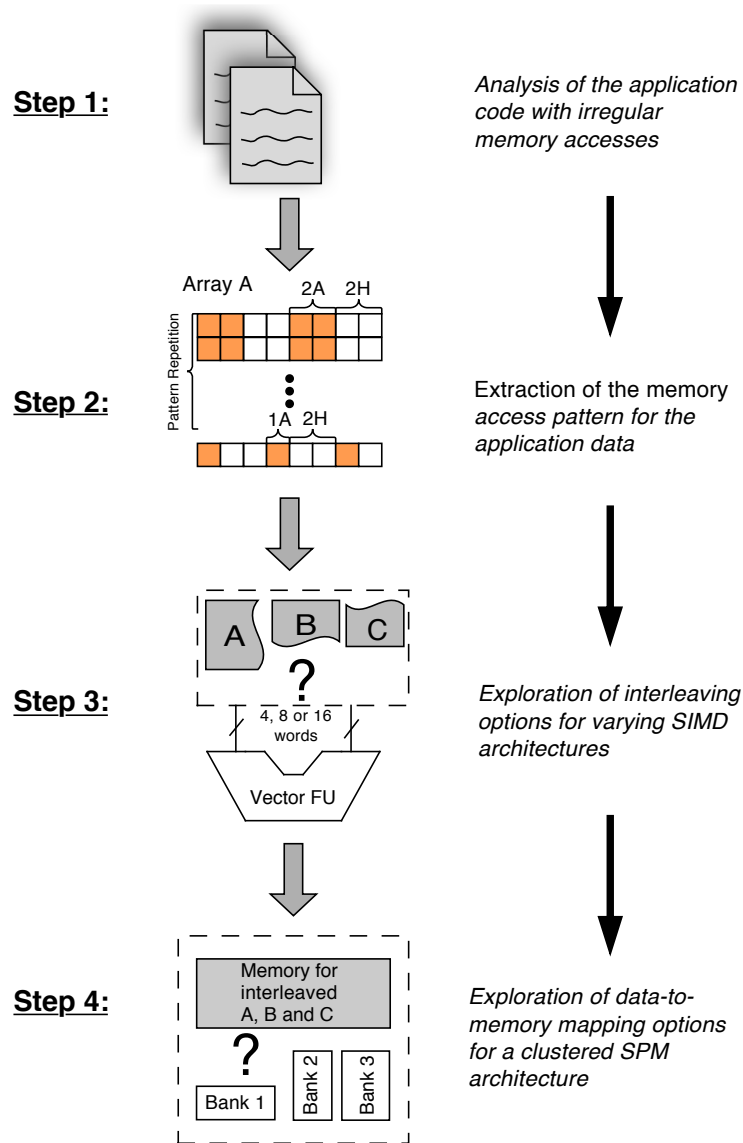 Step 1:
Analysis of the application
code with irregular
memory accesses
Array A
2A
2H
Pattern Repetition
1A
2H
Step 2:
Extraction of the memory
access pattern for the
application data
A
B
C
?
Step 3:
4, 8 or 16
words
Vector FU
Exploration of interleaving
options for varying SIMD
architectures
Step 4:
Memory for
interleaved
A, B and C
?
Bank 1
Bank 2
Bank 3
Exploration of data-to-
memory mapping options
for a clustered SPM
architecture